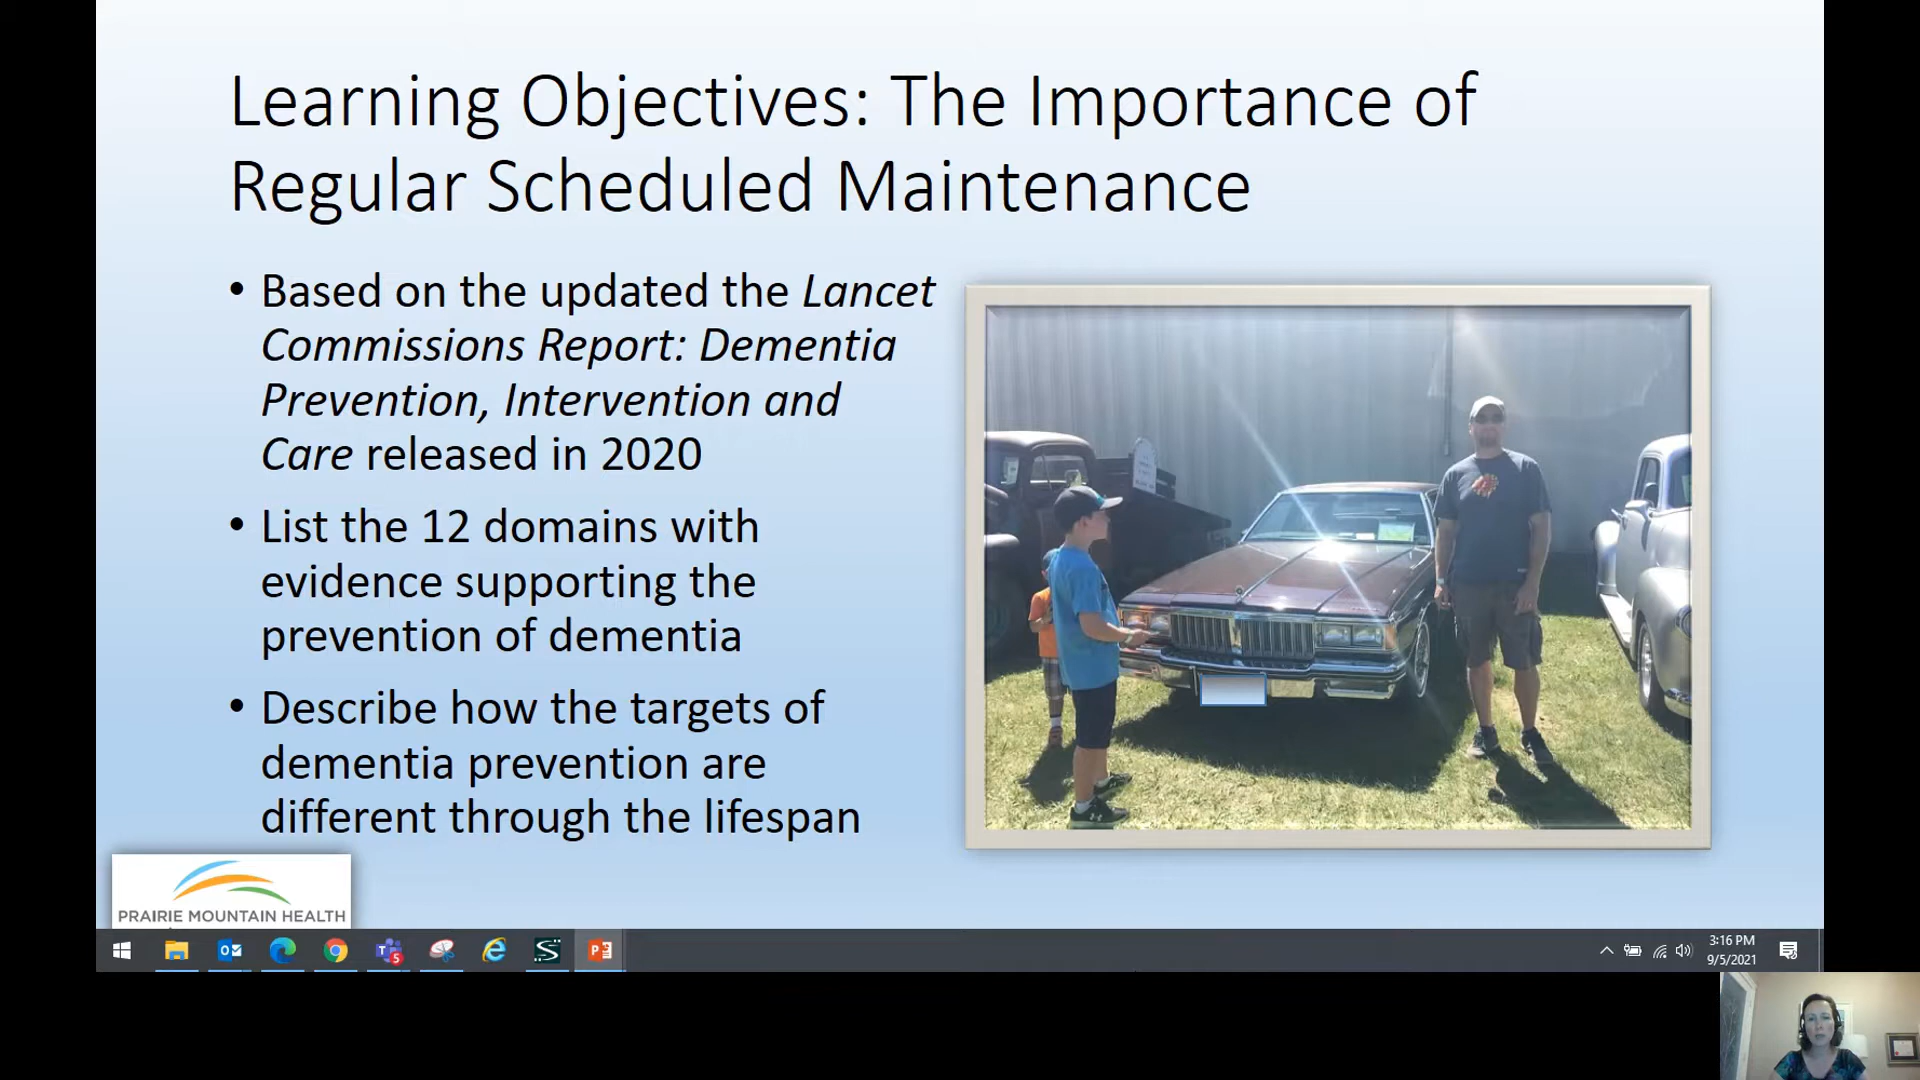 Learning Objectives: The Importance of
Regular Scheduled Maintenance
• Based on the updated the Lancet
Commissions Report: Dementia
Prevention, Intervention and
Care released in 2020
• List the 12 domains with
evidence supporting the
prevention of dementia
• Describe how the targets of
dementia prevention are
different through the lifespan
PRAIRIE MOUNTAIN HEALTH
3:16 PM
9/5/2021
5